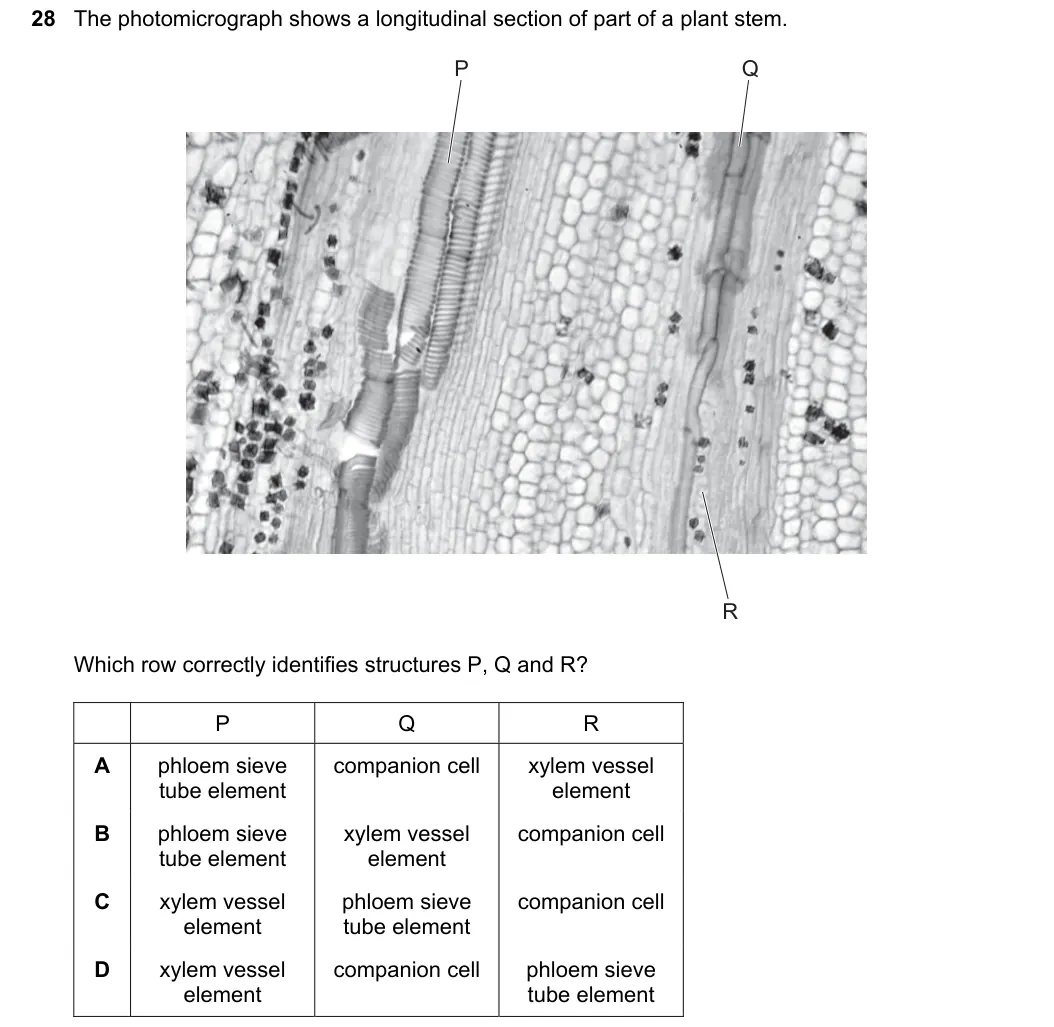 28 The photomicrograph shows a longitudinal section of part of a plant stem.
P
Q
R
Which row correctly identifies structures P, Q and R?
P Q R
A phloem sieve tube element companion cell xylem vessel element
B phloem sieve tube element xylem vessel element companion cell
C xylem vessel element phloem sieve tube element companion cell
D xylem vessel element companion cell phloem sieve tube element